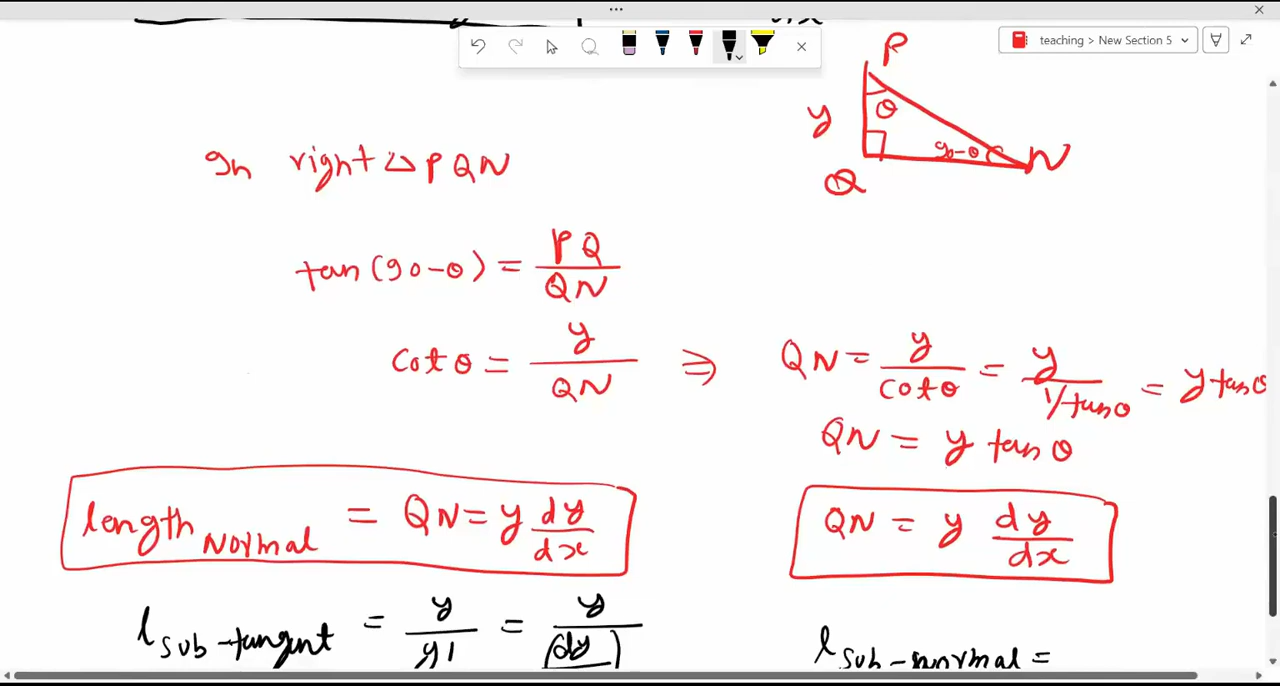 teaching > New Section 5
P
y
θ
90-θ
N
Q
In right △ PQN
tan(90-θ) = PQ/QN
cotθ = y/QN ⇒ QN = y/cotθ = y/1/tanθ = y tanθ
QN = y tanθ
length Normal = QN = y dy/dx
QN = y dy/dx
l sub-tangent = y/y1 = y/(dy)
l sub-normal =